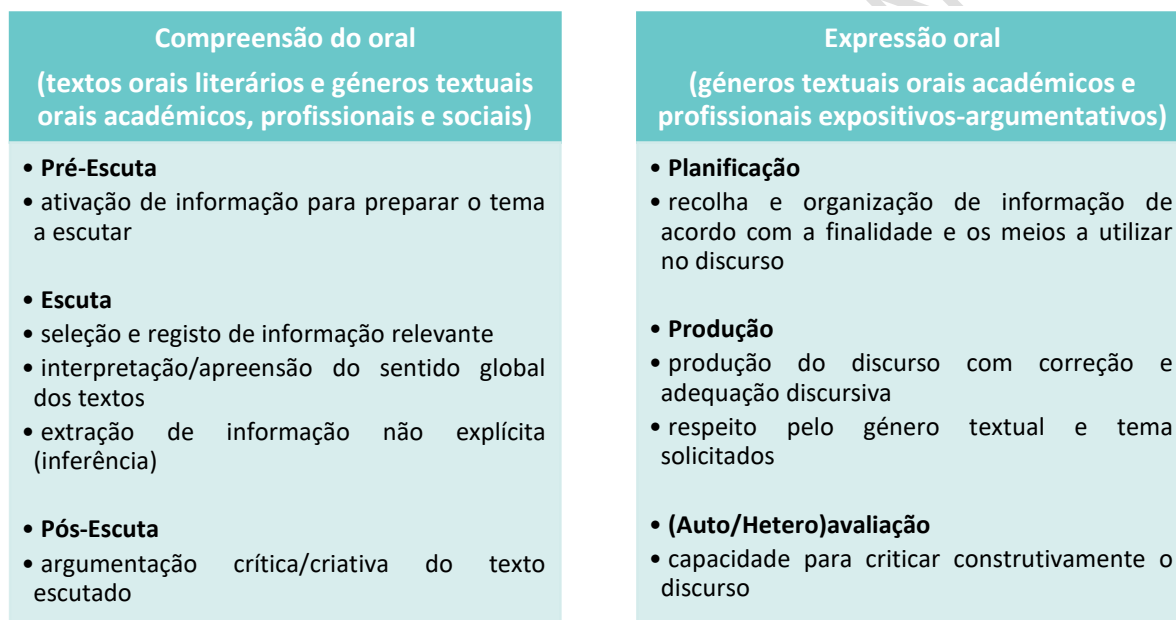 Compreensão do oral
(textos orais literários e géneros textuais
orais académicos, profissionais e sociais)
• Pré-Escuta
• ativação de informação para preparar o tema
a escutar
• Escuta
• seleção e registo de informação relevante
• interpretação/apreensão do sentido global
dos textos
• extração de informação não explícita
(inferência)
• Pós-Escuta
• argumentação crítica/criativa do texto
escutado
Expressão oral
(géneros textuais orais académicos e
profissionais expositivos-argumentativos)
• Planificação
• recolha e organização de informação de
acordo com a finalidade e os meios a utilizar
no discurso
• Produção
• produção do discurso com correção e
adequação discursiva
• respeito pelo género textual e tema
solicitados
• (Auto/Hetero)avaliação
• capacidade para criticar construtivamente o
discurso